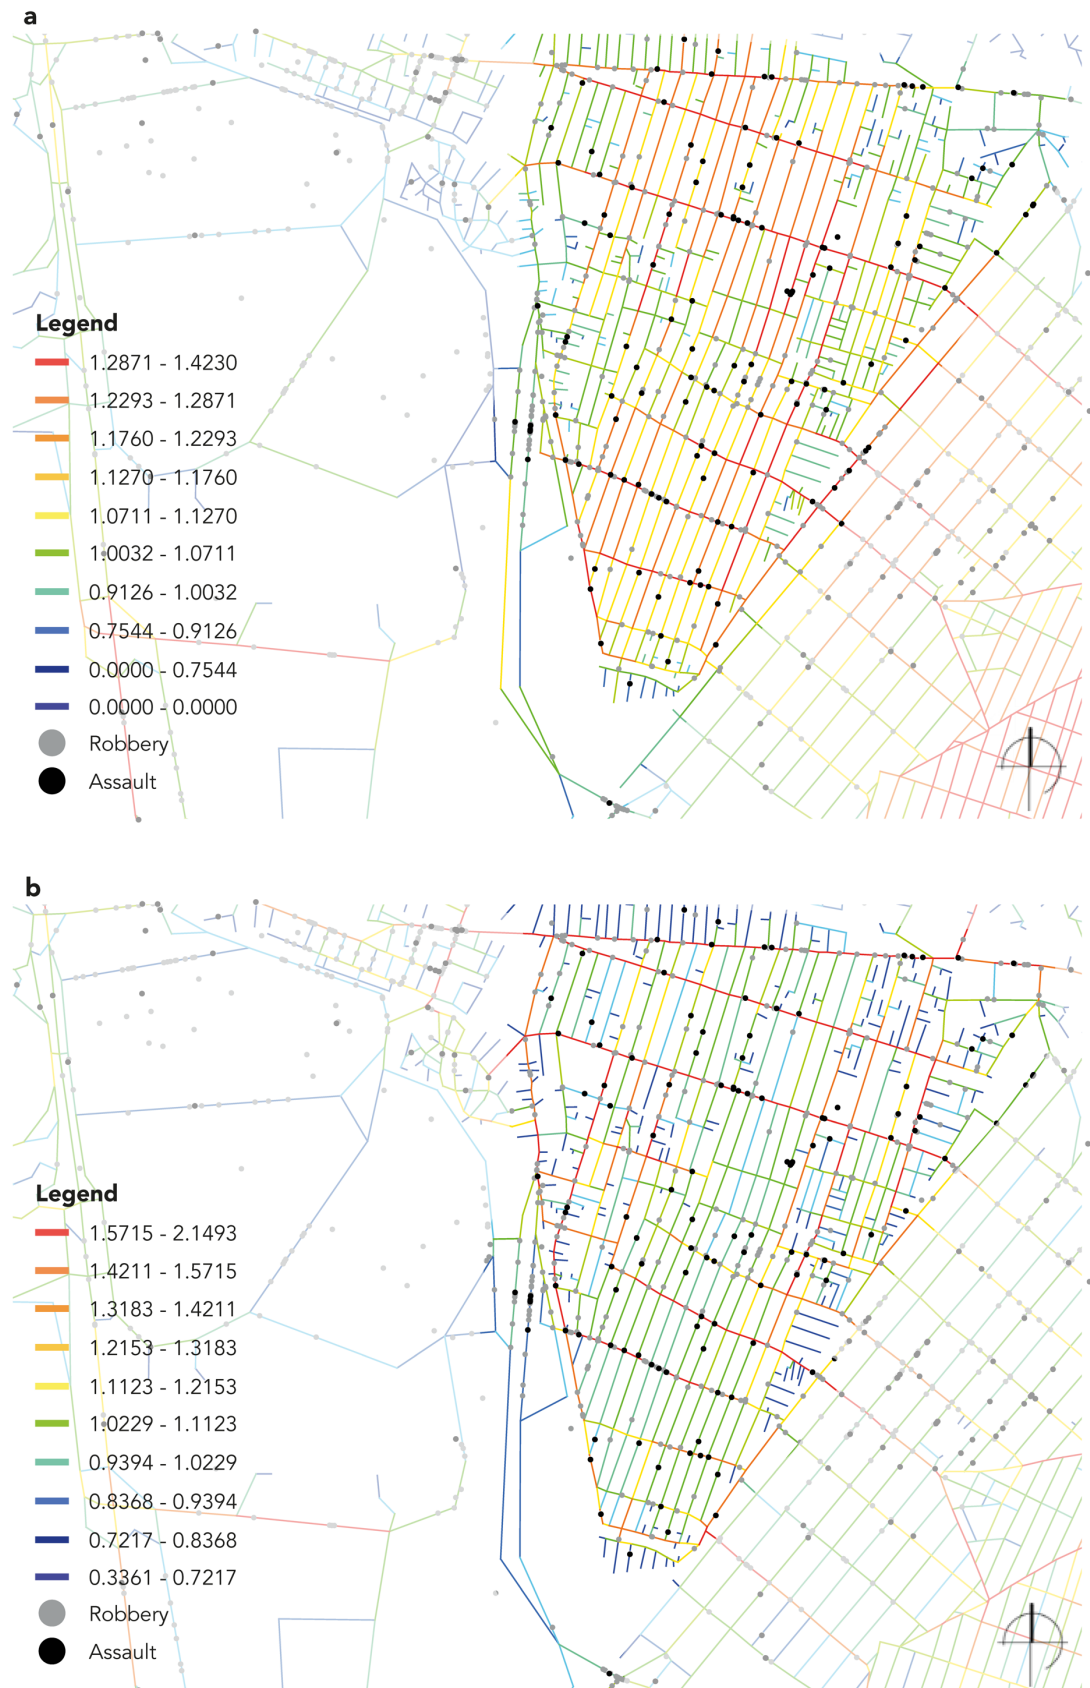 a
Legend
1.2871 - 1.4230
1.2293 - 1.2871
1.1760 - 1.2293
1.1270 - 1.1760
1.0711 - 1.1270
1.0032 - 1.0711
0.9126 - 1.0032
0.7544 - 0.9126
0.0000 - 0.7544
0.0000 - 0.0000
Robbery
Assault
b
Legend
1.5715 - 2.1493
1.4211 - 1.5715
1.3183 - 1.4211
1.2153 - 1.3183
1.1123 - 1.2153
1.0229 - 1.1123
0.9394 - 1.0229
0.8368 - 0.9394
0.7217 - 0.8368
0.3361 - 0.7217
Robbery
Assault